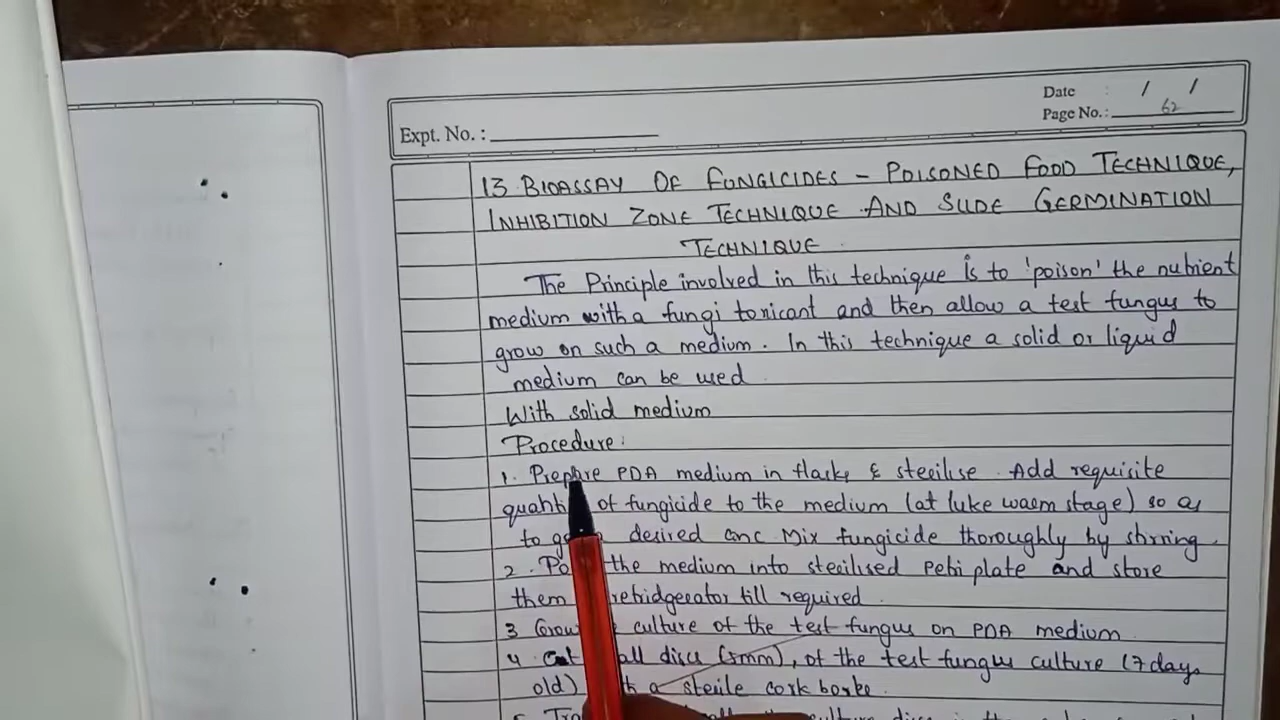 Date : / /
Page No.: 62
Expt. No. :
13. BIOASSAY OF FUNGICIDES - POISONED FOOD TECHNIQUE,
INHIBITION ZONE TECHNIQUE AND SLIDE GERMINATION
TECHNIQUE.
The Principle involved in this technique is to 'poison' the nutrient
medium with a fungi toxicant and then allow a test fungus to
grow on such a medium. In this technique a solid or liquid
medium can be used.
With solid medium
Procedure:
1. Prepare PDA medium in flasks & sterilise. Add requisite
of fungicide to the medium (at luke warm stage) so as
to desired conc Mix fungicide thoroughly by stirring.
2. the medium into sterilised petri plate and store
them refridgerator till required.
3 culture of the test fungus on PDA medium
4 disc (5mm), of the test fungus culture (7 days
old) a sterile cork borke.
5.